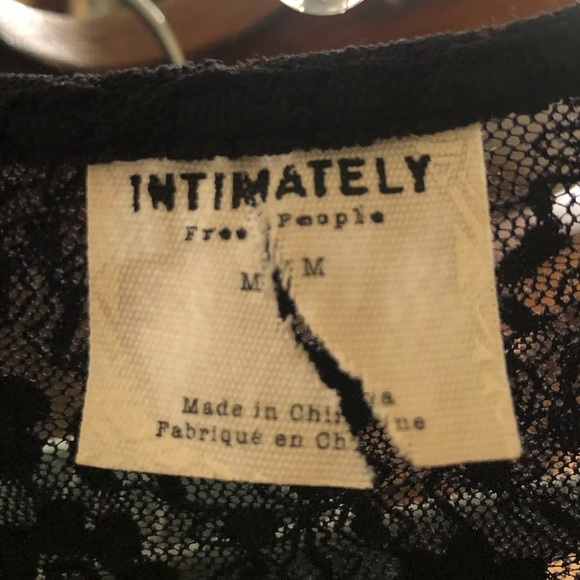 INTIMATELY
Free People
M M
Made in China
Fabriqué en Chine